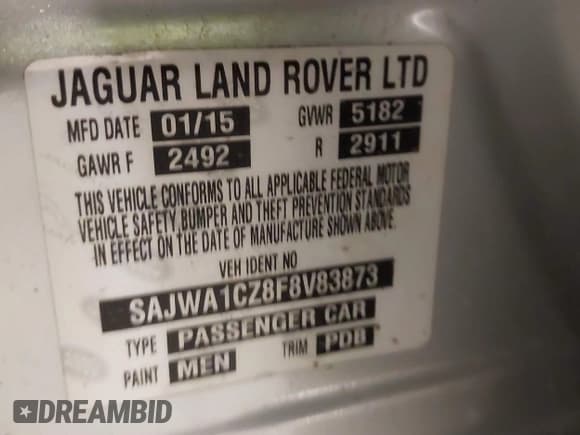 JAGUAR LAND ROVER LTD
MFD DATE 01/15 GVWR 5182
GAWR F 2492 R 2911
THIS VEHICLE CONFORMS TO ALL APPLICABLE FEDERAL MOTOR
VEHICLE SAFETY, BUMPER AND THEFT PREVENTION STANDARDS
IN EFFECT ON THE DATE OF MANUFACTURE SHOWN ABOVE.
VEH IDENT NO
SAJWA1CZ8F8V83873
TYPE PASSENGER CAR
PAINT MEN TRIM PDB
DREAMBID